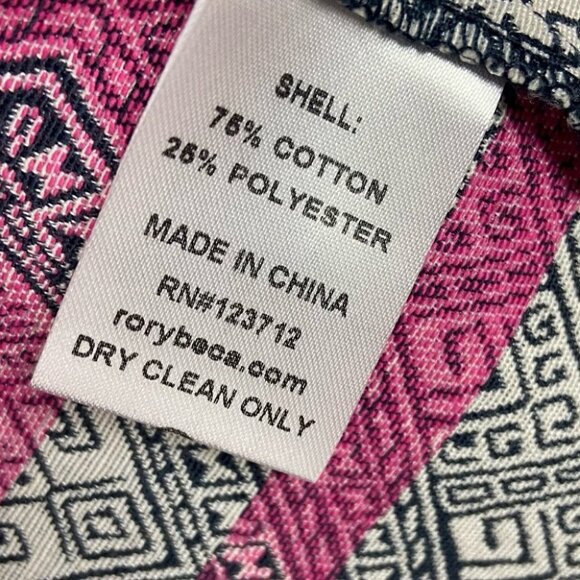 SHELL:
75% COTTON
25% POLYESTER
MADE IN CHINA
RN#123712
rorybeca.com
DRY CLEAN ONLY